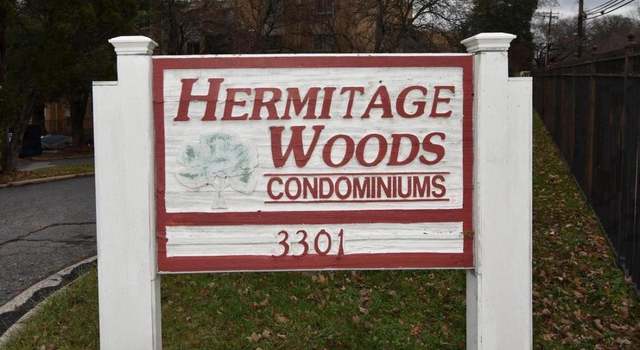 HERMITAGE
WOODS
CONDOMINIUMS
3301